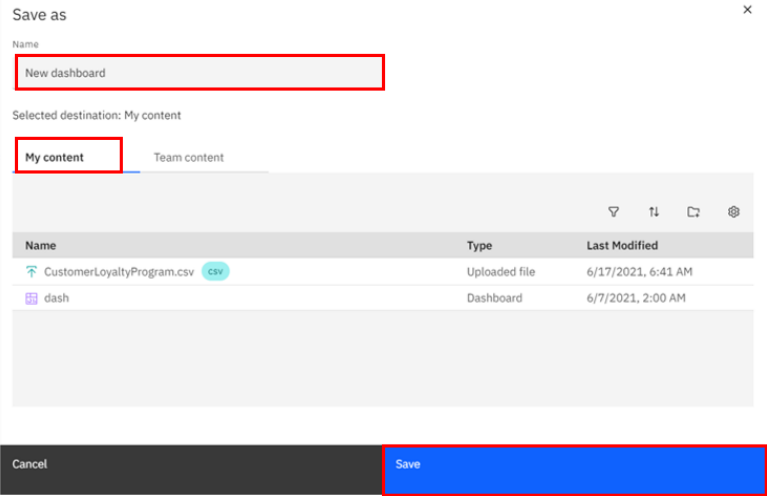 Save as
Name
New dashboard
Selected destination: My content
My content Team content
Name Type Last Modified
CustomerLoyaltyProgram.csv csv Uploaded file 6/17/2021, 6:41 AM
dash Dashboard 6/7/2021, 2:00 AM
Cancel Save